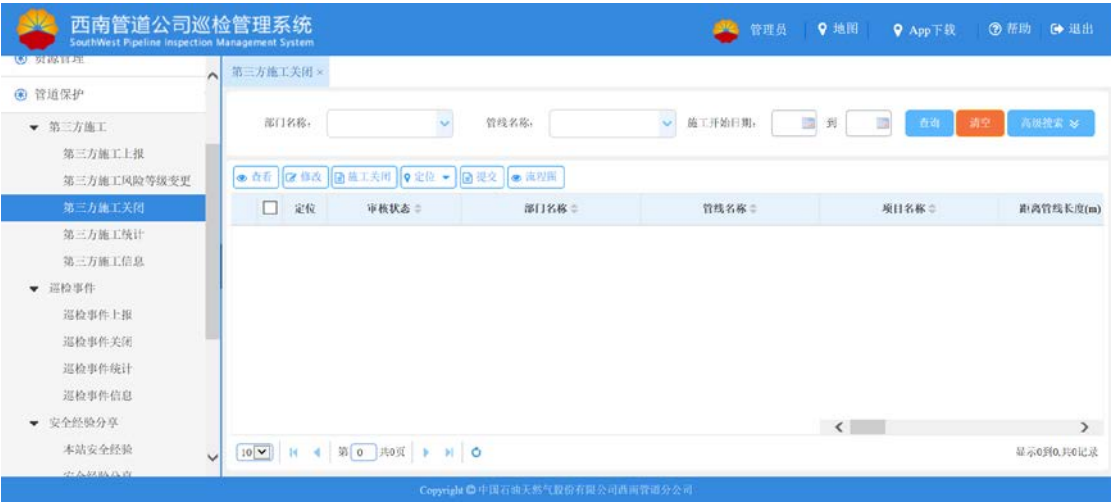 西南管道公司巡检管理系统
SouthWest Pipeline Inspection Management System
管理员 地图 App下载 帮助 退出
资源管理
管道保护
第三方施工
第三方施工上报
第三方施工风险等级变更
第三方施工关闭
第三方施工统计
第三方施工信息
巡检事件
巡检事件上报
巡检事件关闭
巡检事件统计
巡检事件信息
安全经验分享
本站安全经验
安全经验分享
第三方施工关闭 ×
部门名称: 管线名称: 施工开始日期: 到 查询 清空 高级搜索
查看 修改 施工关闭 定位 提交 流程图
定位 审核状态 部门名称 管线名称 项目名称 距离管线长度(m)
10 第 0 共0页 显示0到0,共0记录
Copyright © 中国石油天然气股份有限公司西南管道分公司